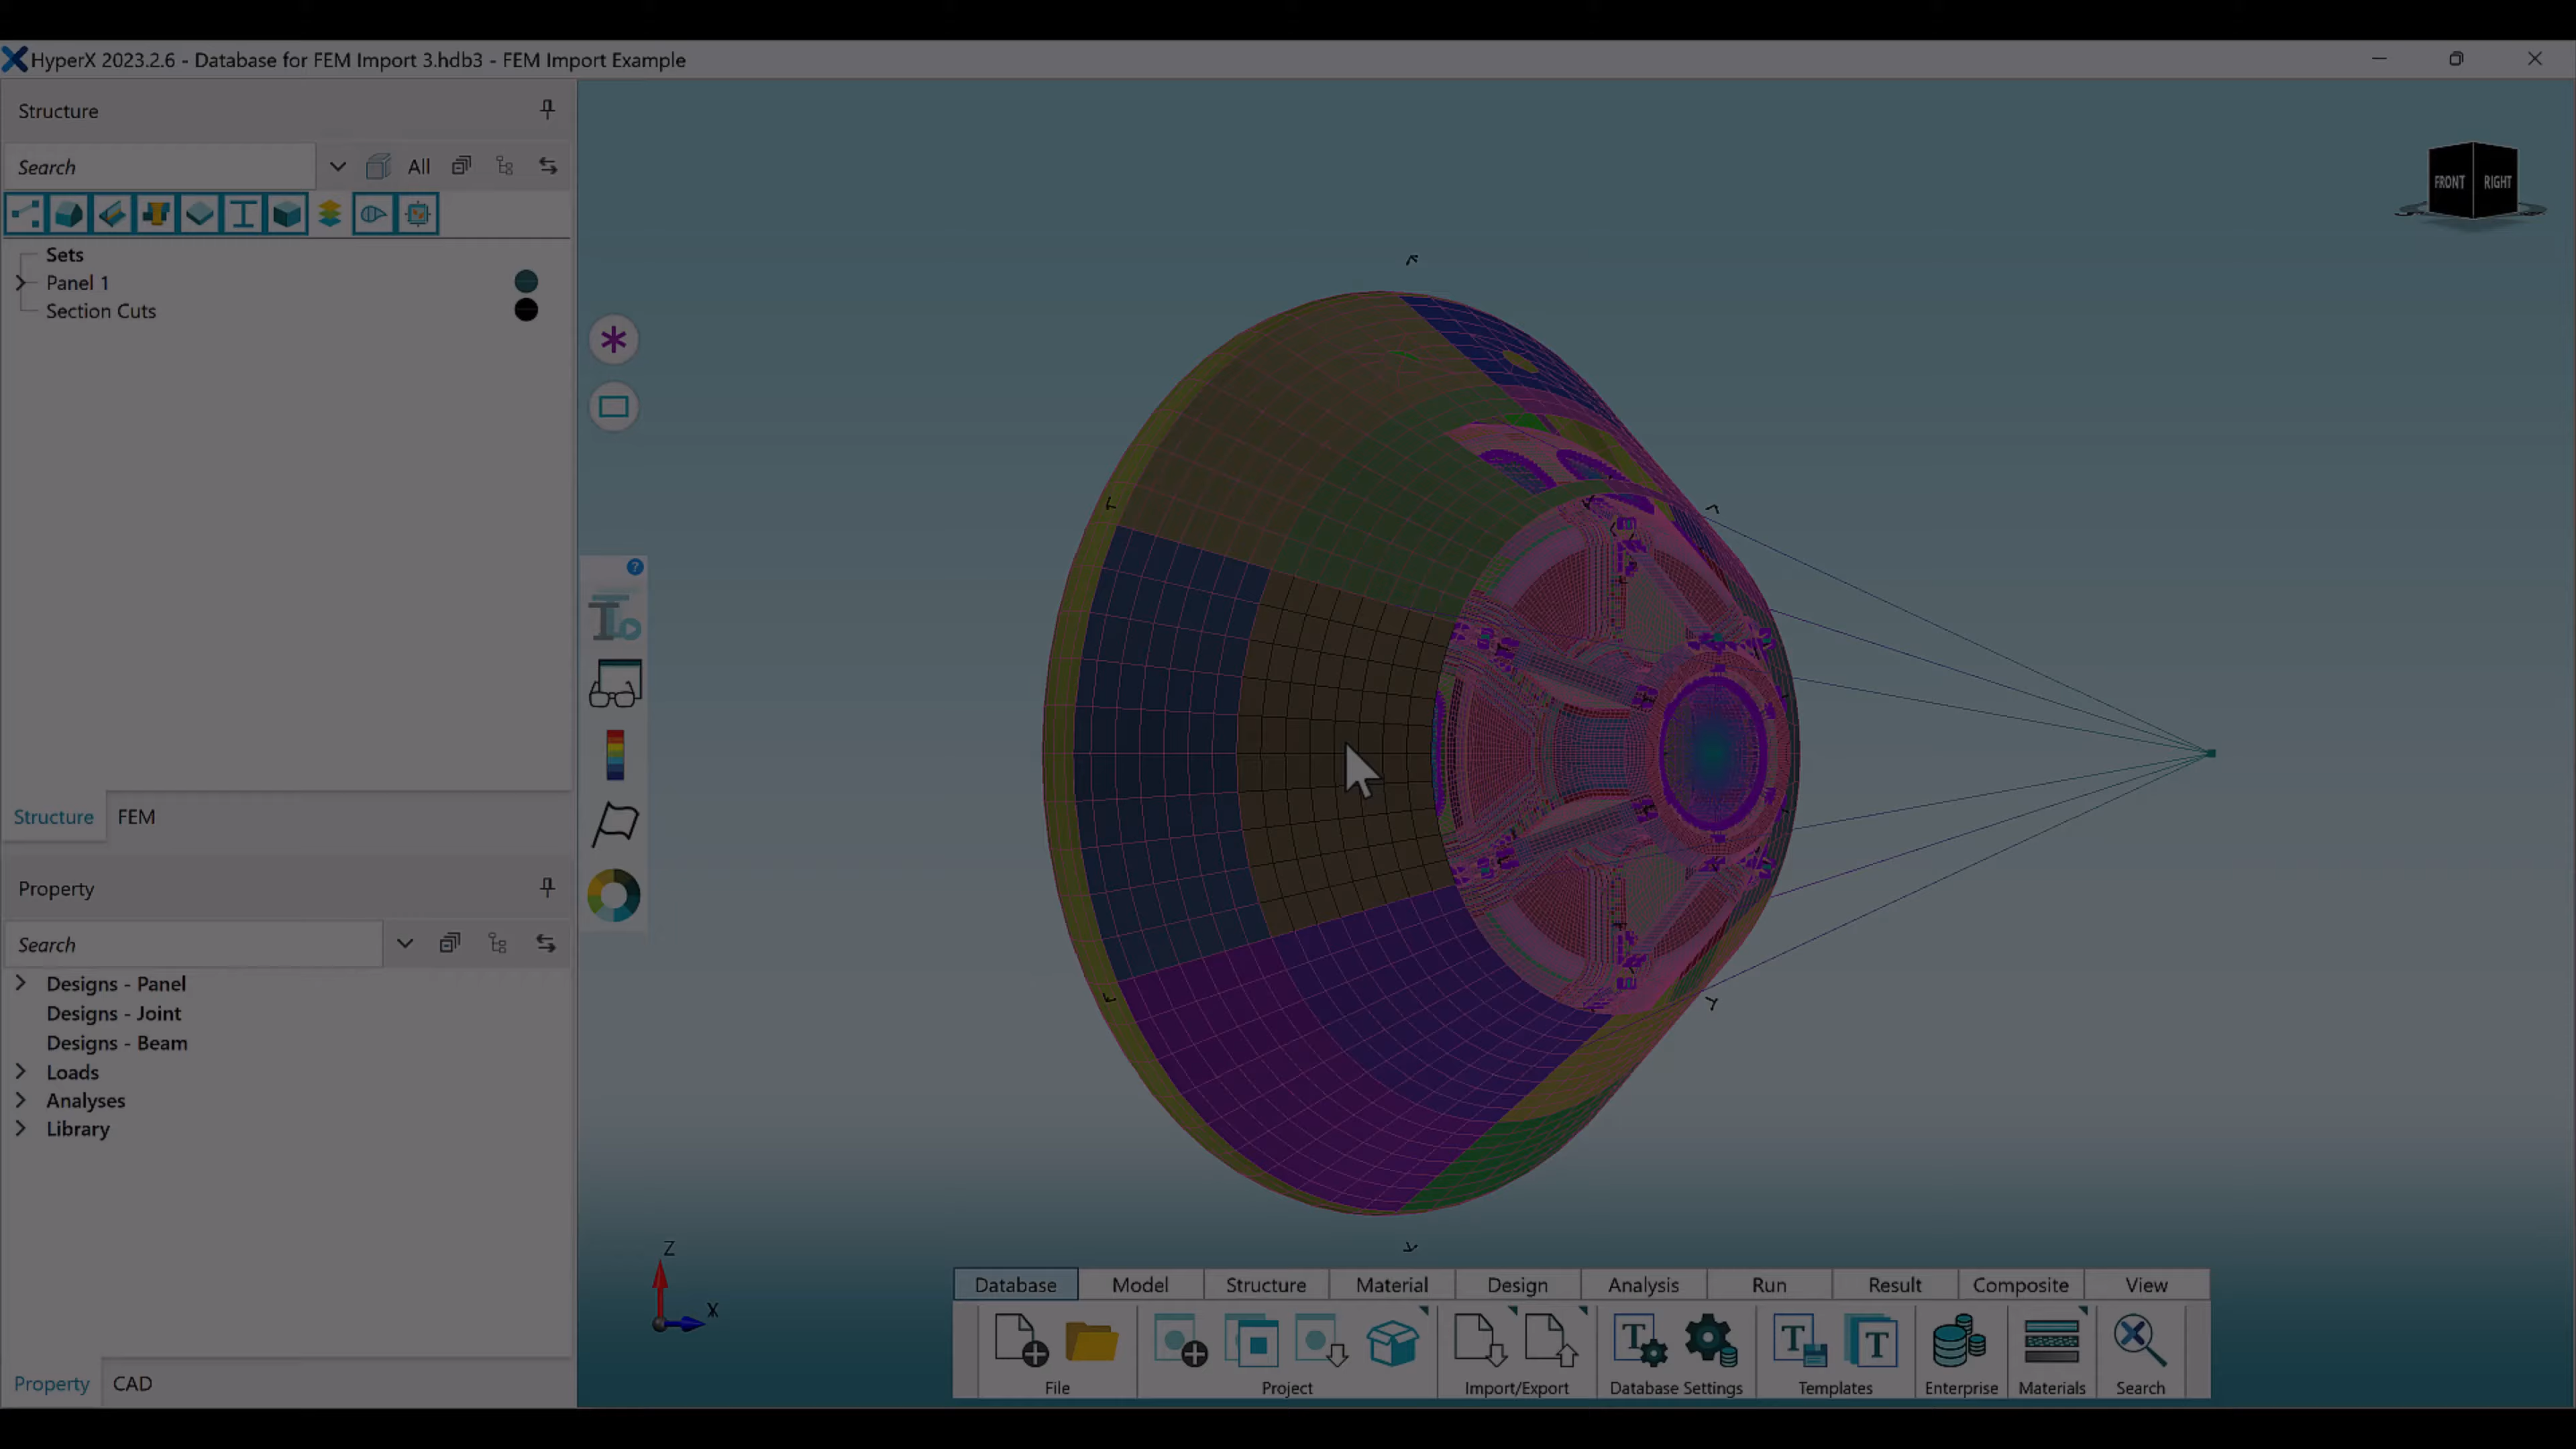 HyperX 2023.2.6 - Database for FEM Import 3.hdb3 - FEM Import Example
Structure
Search
All
Sets
Panel 1
Section Cuts
Structure
FEM
Property
Search
Designs - Panel
Designs - Joint
Designs - Beam
Loads
Analyses
Library
Property
CAD
FRONT
RIGHT
?
Z
X
Database
Model
Structure
Material
Design
Analysis
Run
Result
Composite
View
T
T
T
File
Project
Import/Export
Database Settings
Templates
Enterprise
Materials
Search